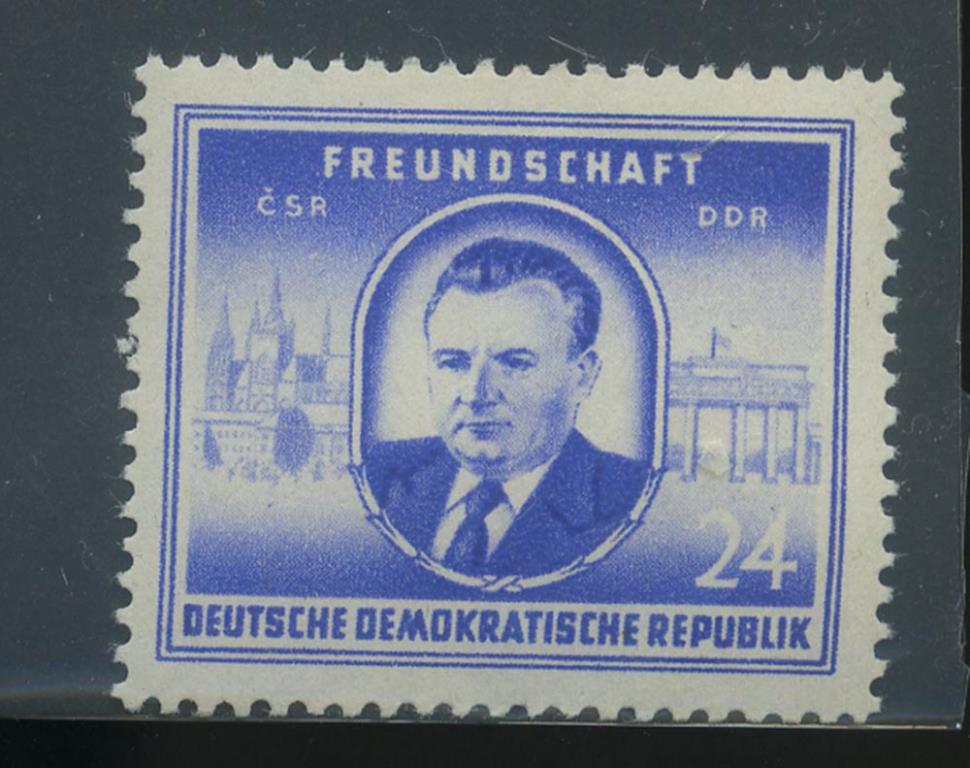 FREUNDSCHAFT
ČSR DDR
24
DEUTSCHE DEMOKRATISCHE REPUBLIK